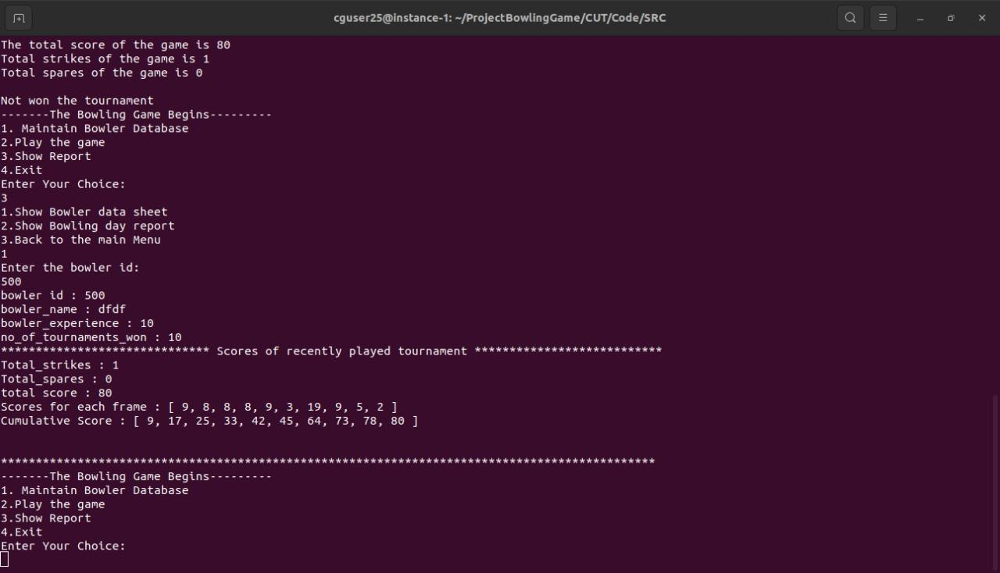 cguser25@instance-1: ~/ProjectBowlingGame/CUT/Code/SRC
The total score of the game is 80
Total strikes of the game is 1
Total spares of the game is 0
Not won the tournament
-------The Bowling Game Begins---------
1. Maintain Bowler Database
2.Play the game
3.Show Report
4.Exit
Enter Your Choice:
3
1.Show Bowler data sheet
2.Show Bowling day report
3.Back to the main Menu
1
Enter the bowler id:
500
bowler id : 500
bowler_name : dfdf
bowler_experience : 10
no_of_tournaments_won : 10
****************************** Scores of recently played tournament ***************************
Total_strikes : 1
Total_spares : 0
total score : 80
Scores for each frame : [ 9, 8, 8, 8, 9, 3, 19, 9, 5, 2 ]
Cumulative Score : [ 9, 17, 25, 33, 42, 45, 64, 73, 78, 80 ]
**********************************************************************************************
-------The Bowling Game Begins---------
1. Maintain Bowler Database
2.Play the game
3.Show Report
4.Exit
Enter Your Choice: